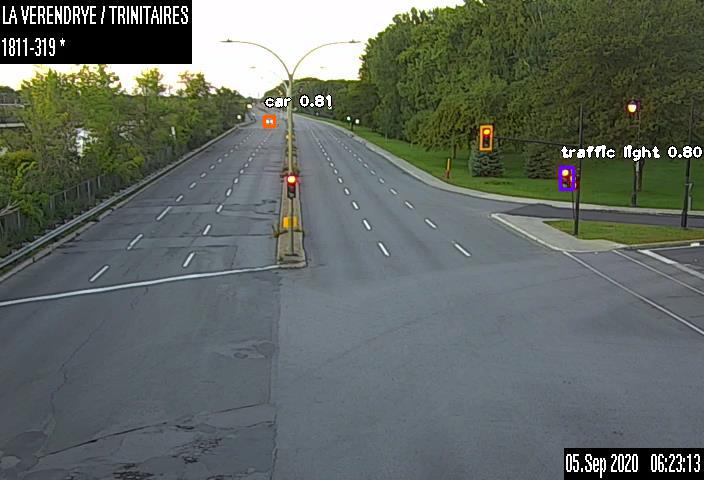 LA VERENDRYE / TRINITAIRES
1811-319 *
car 0.81
traffic light 0.80
05.Sep 2020 06:23:13